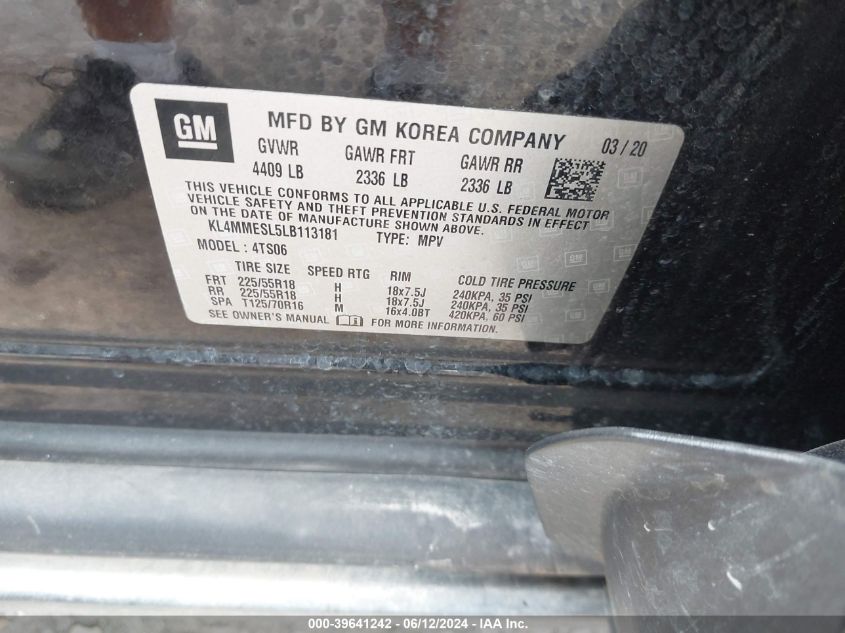 GM MFD BY GM KOREA COMPANY 03 / 20
GVWR GAWR FRT GAWR RR
4409 LB 2336 LB 2336 LB
THIS VEHICLE CONFORMS TO ALL APPLICABLE U.S. FEDERAL MOTOR
VEHICLE SAFETY AND THEFT PREVENTION STANDARDS IN EFFECT
ON THE DATE OF MANUFACTURE SHOWN ABOVE.
KL4MMESL5LB113181 TYPE: MPV
MODEL : 4TS06
TIRE SIZE SPEED RTG RIM COLD TIRE PRESSURE
FRT 225/55R18 H 18x7.5J 240KPA, 35 PSI
RR 225/55R18 H 18x7.5J 240KPA, 35 PSI
SPA T125/70R16 M 16x4.0BT 420KPA, 60 PSI
SEE OWNER'S MANUAL FOR MORE INFORMATION.
000-39641242 - 06/12/2024 - IAA Inc.